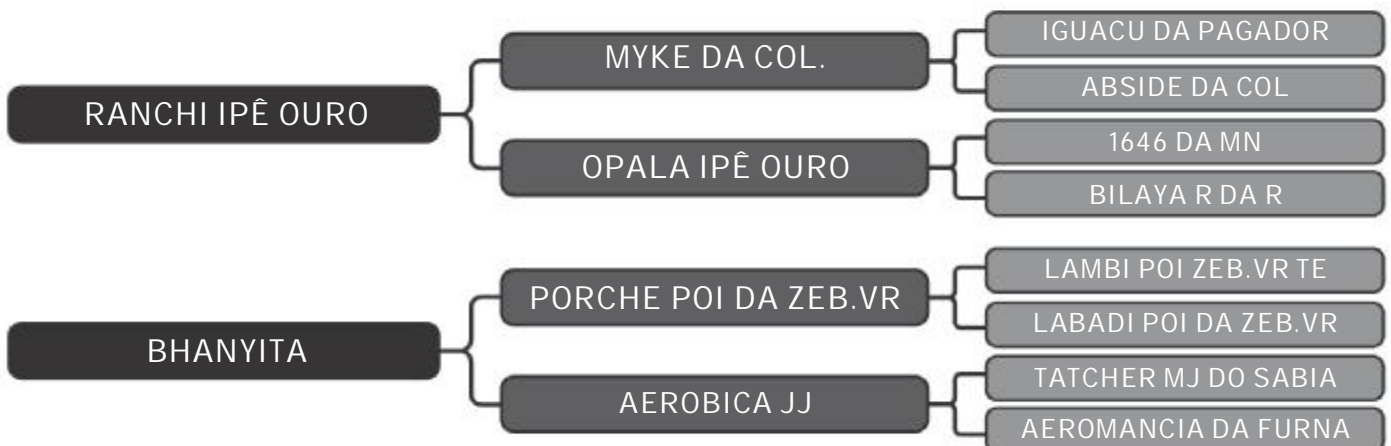 RANCHI IPÊ OURO
MYKE DA COL.
IGUACU DA PAGADOR
ABSIDE DA COL
OPALA IPÊ OURO
1646 DA MN
BILAYA R DA R
BHANYITA
PORCHE POI DA ZEB.VR
LAMBI POI ZEB.VR TE
LABADI POI DA ZEB.VR
AEROBICA JJ
TATCHER MJ DO SABIA
AEROMANCIA DA FURNA